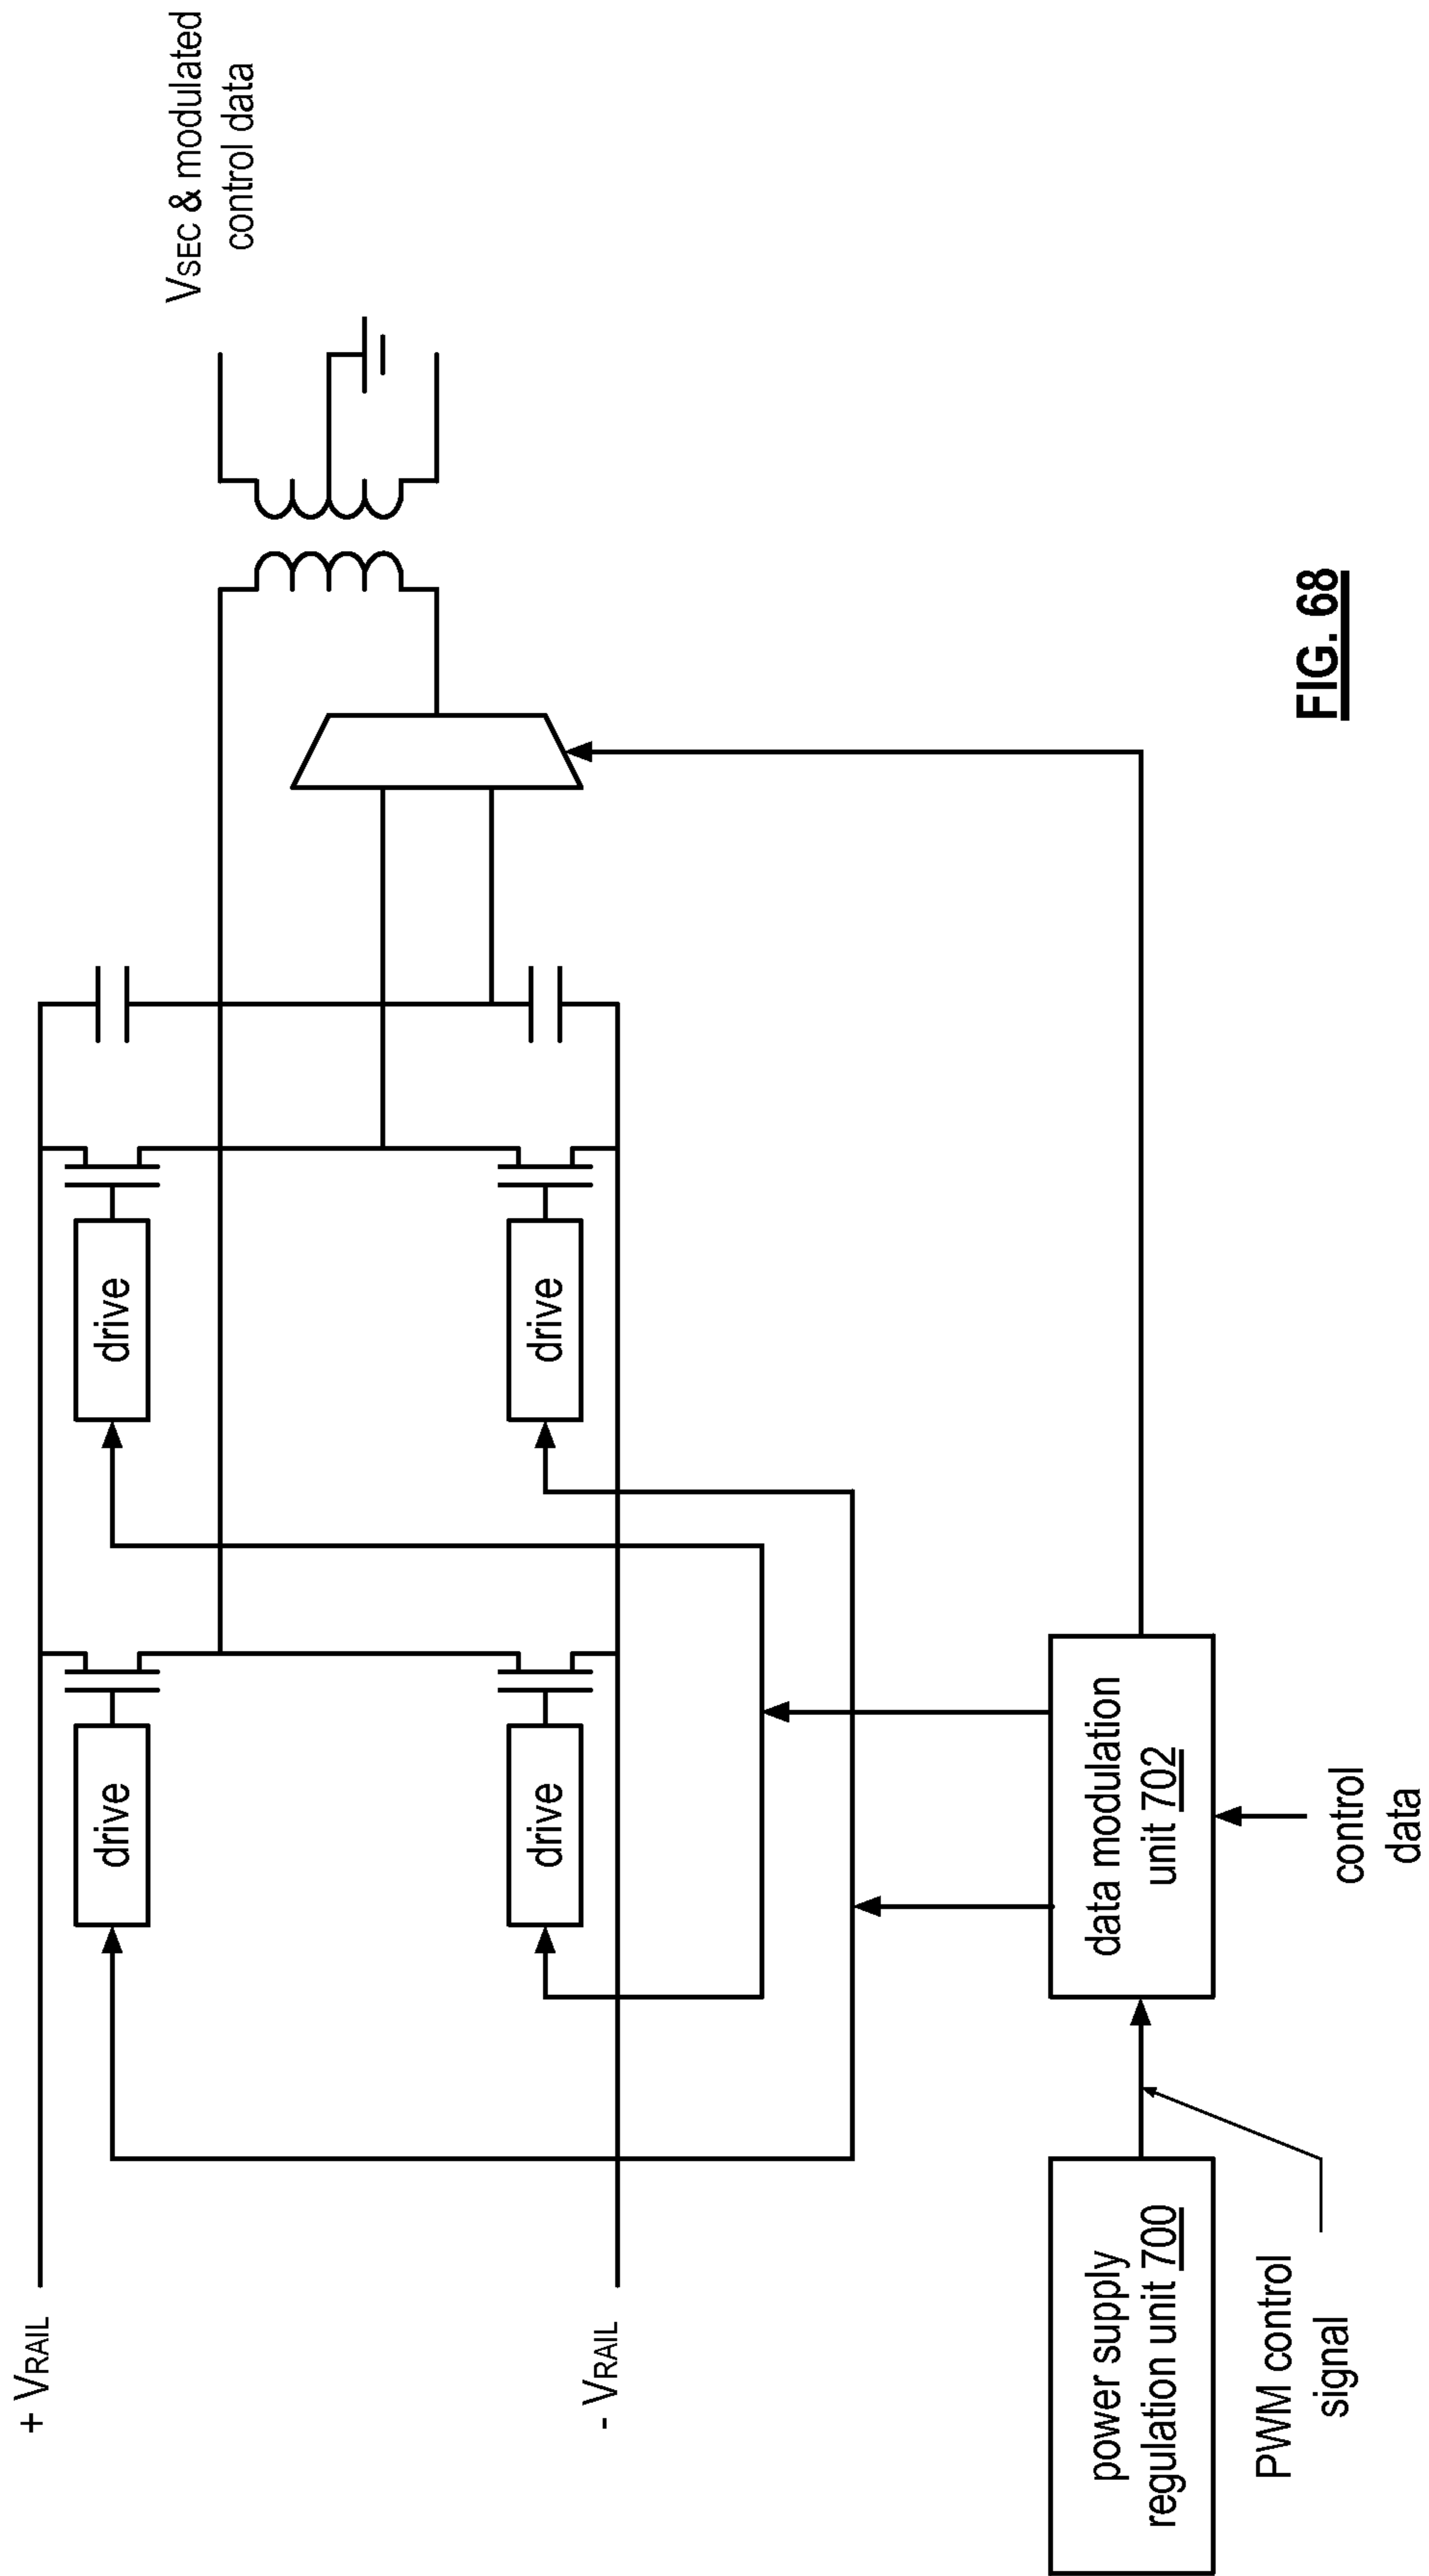 + VRAIL
- VRAIL
drive
drive
drive
drive
VSEC & modulated
control data
power supply
regulation unit 700
PWM control
signal
data modulation
unit 702
control
data
FIG. 68